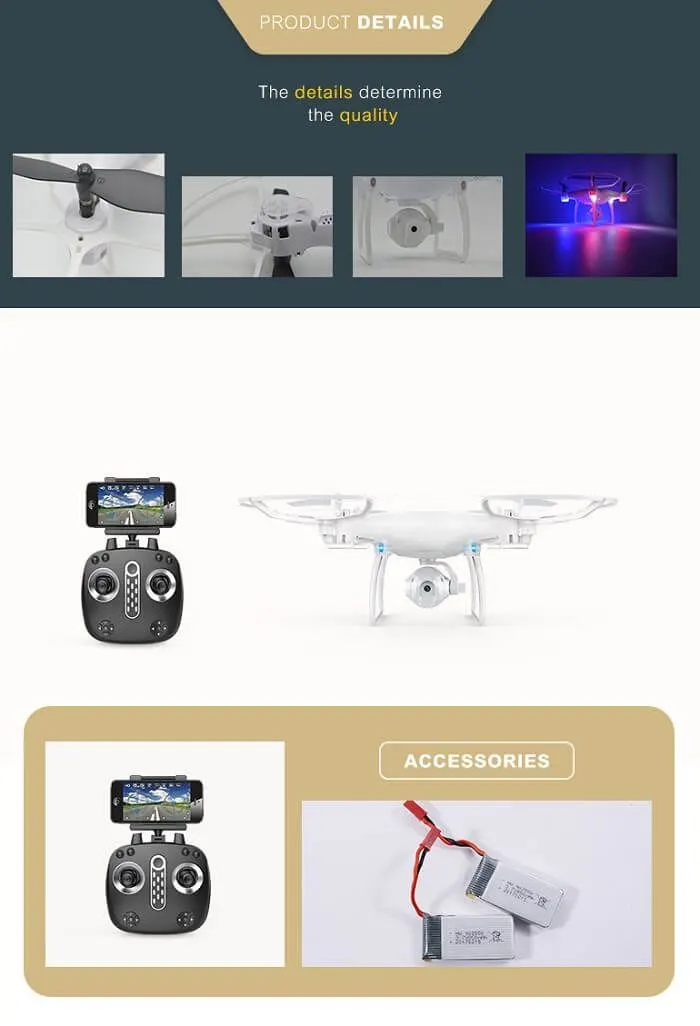 PRODUCT DETAILS
The details determine
the quality
ACCESSORIES